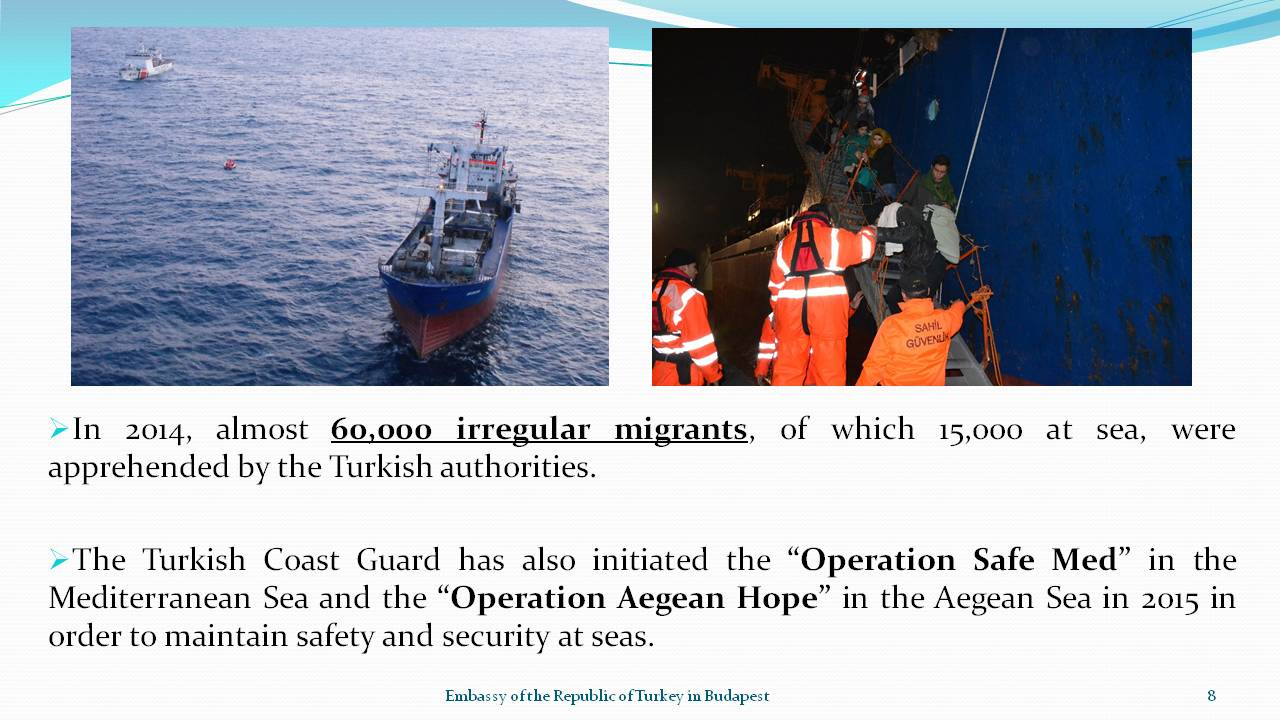 SAHİL
GÜVENLİK
➢In 2014, almost 60,000 irregular migrants, of which 15,000 at sea, were
apprehended by the Turkish authorities.
➢The Turkish Coast Guard has also initiated the “Operation Safe Med” in the
Mediterranean Sea and the “Operation Aegean Hope” in the Aegean Sea in 2015 in
order to maintain safety and security at seas.
Embassy of the Republic of Turkey in Budapest
8